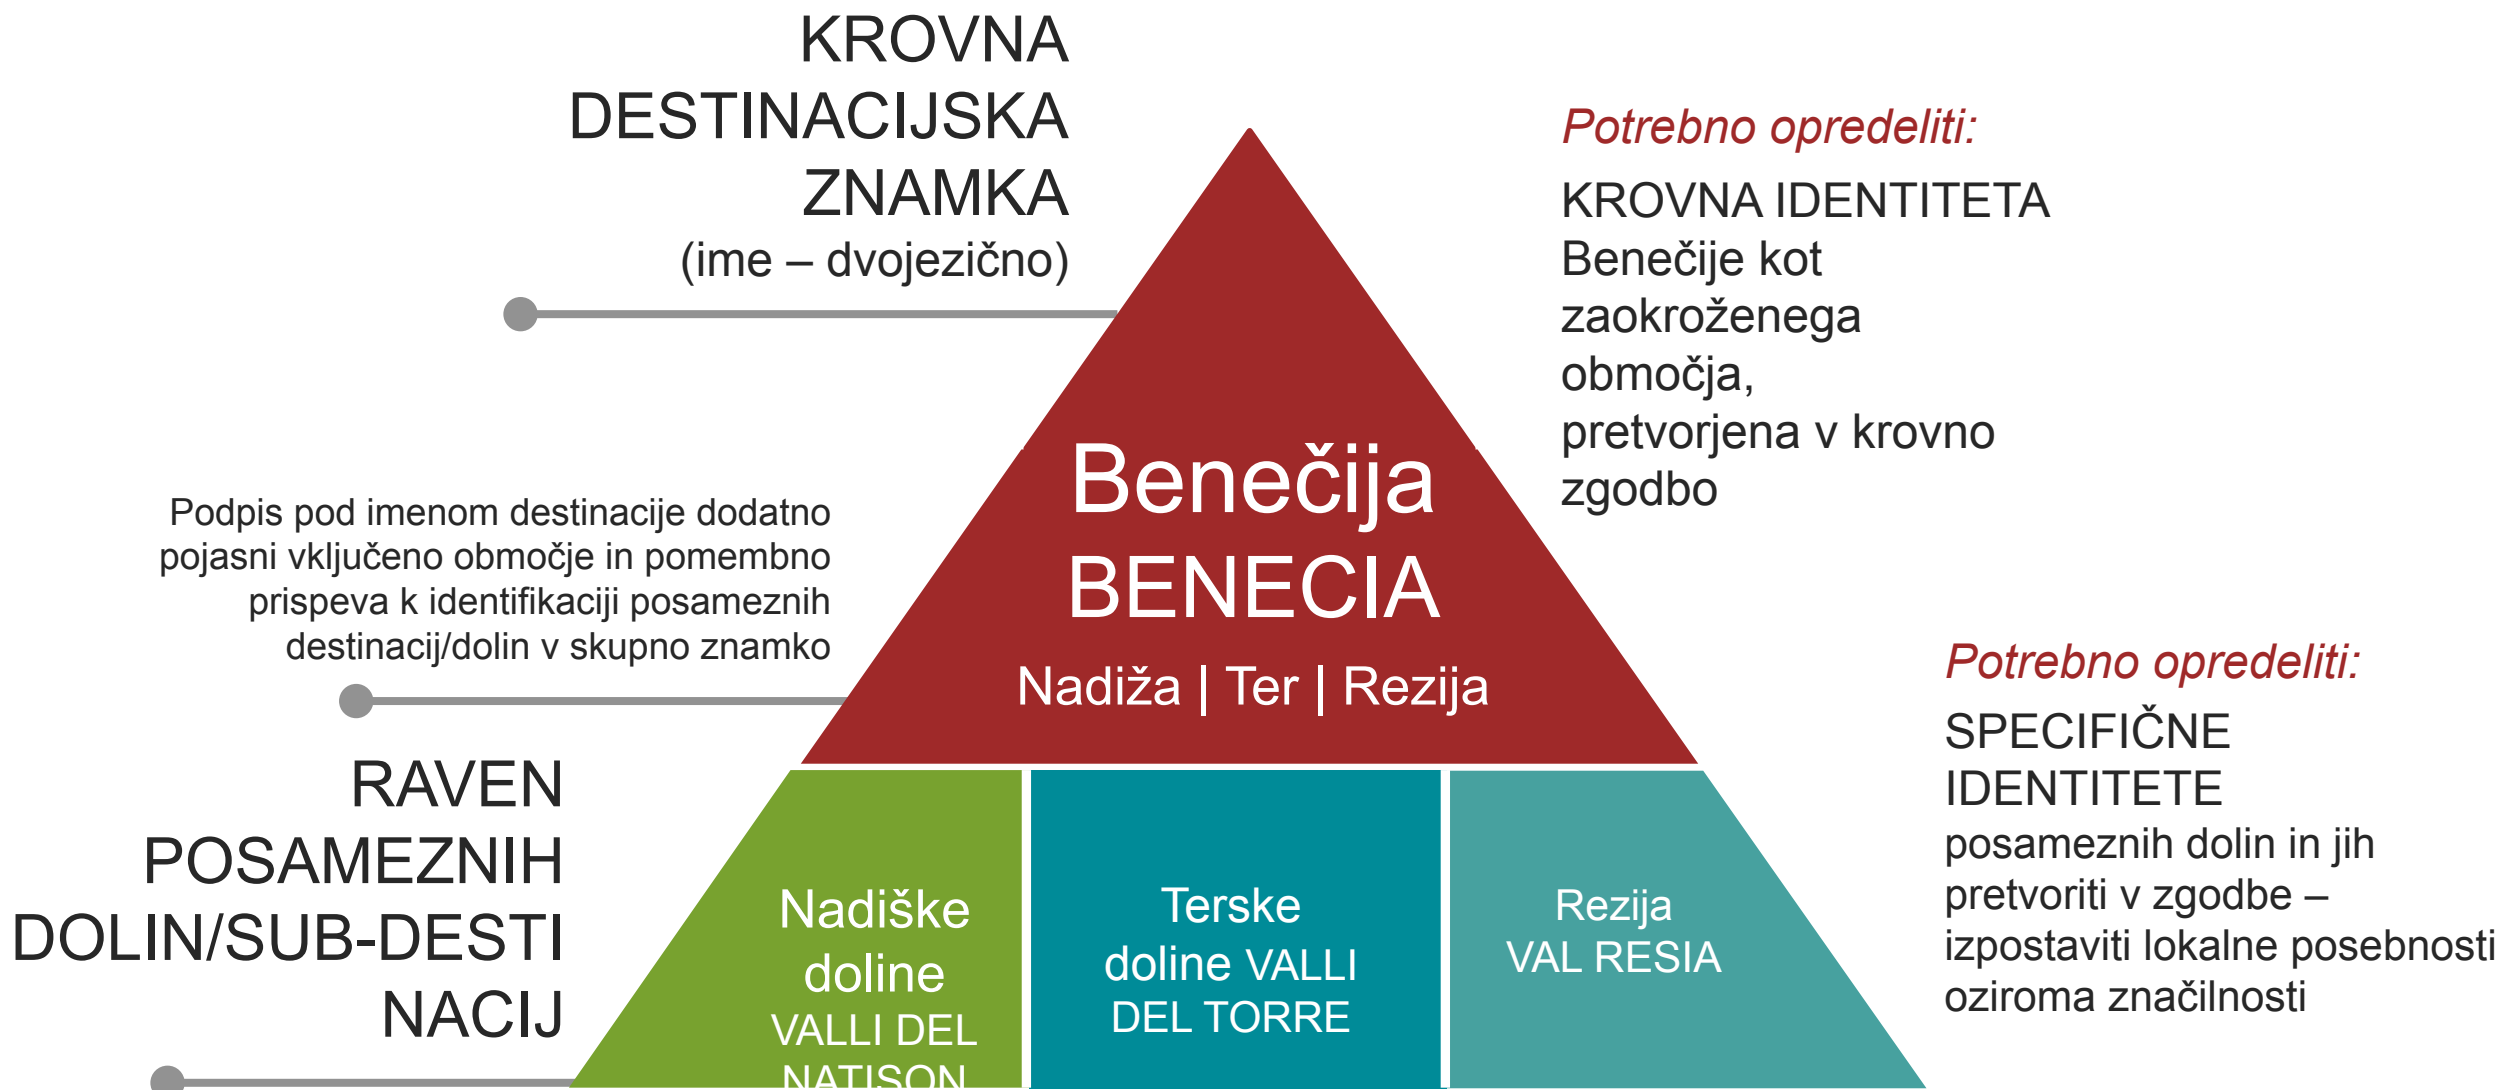 KROVNA
DESTINACIJSKA
ZNAMKA
(ime – dvojezično)
Potrebno opredeliti:
KROVNA IDENTITETA
Benečije kot
zaokroženega
območja,
pretvorjena v krovno
zgodbo
Podpis pod imenom destinacije dodatno
pojasni vključeno območje in pomembno
prispeva k identifikaciji posameznih
destinacij/dolin v skupno znamko
Benečija
BENECIA
Nadiža | Ter | Rezija
RAVEN
POSAMEZNIH
DOLIN/SUB-DESTI
NACIJ
Potrebno opredeliti:
SPECIFIČNE
IDENTITETE
posameznih dolin in jih
pretvoriti v zgodbe –
izpostaviti lokalne posebnosti
oziroma značilnosti
Nadiške
doline
VALLI DEL
NATISON
Terske
doline VALLI
DEL TORRE
Rezija
VAL RESIA